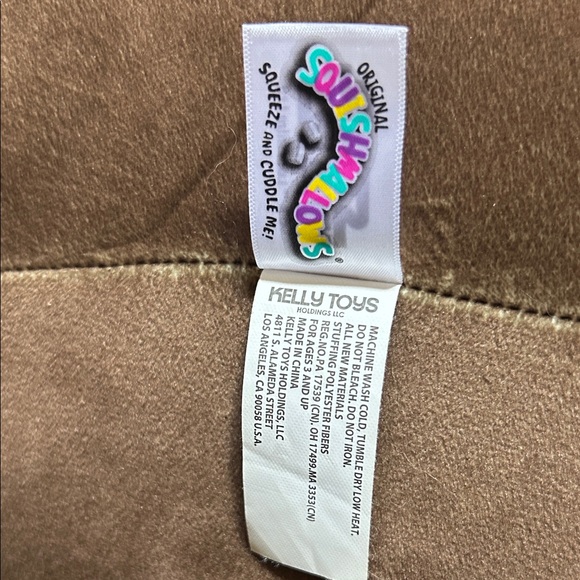 ORIGINAL
SQUISHMALLOWS®
SQUEEZE AND CUDDLE ME!
KELLY TOYS
HOLDINGS LLC
MACHINE WASH COLD, TUMBLE DRY LOW HEAT.
DO NOT BLEACH. DO NOT IRON.
ALL NEW MATERIALS
STUFFING POLYESTER FIBERS
REG.NO.PA 17539 (CN). OH 17499.MA 3353(CN)
FOR AGES 3 AND UP
MADE IN CHINA
KELLY TOYS HOLDINGS, LLC
4811 S. ALAMEDA STREET
LOS ANGELES, CA 90058 U.S.A.